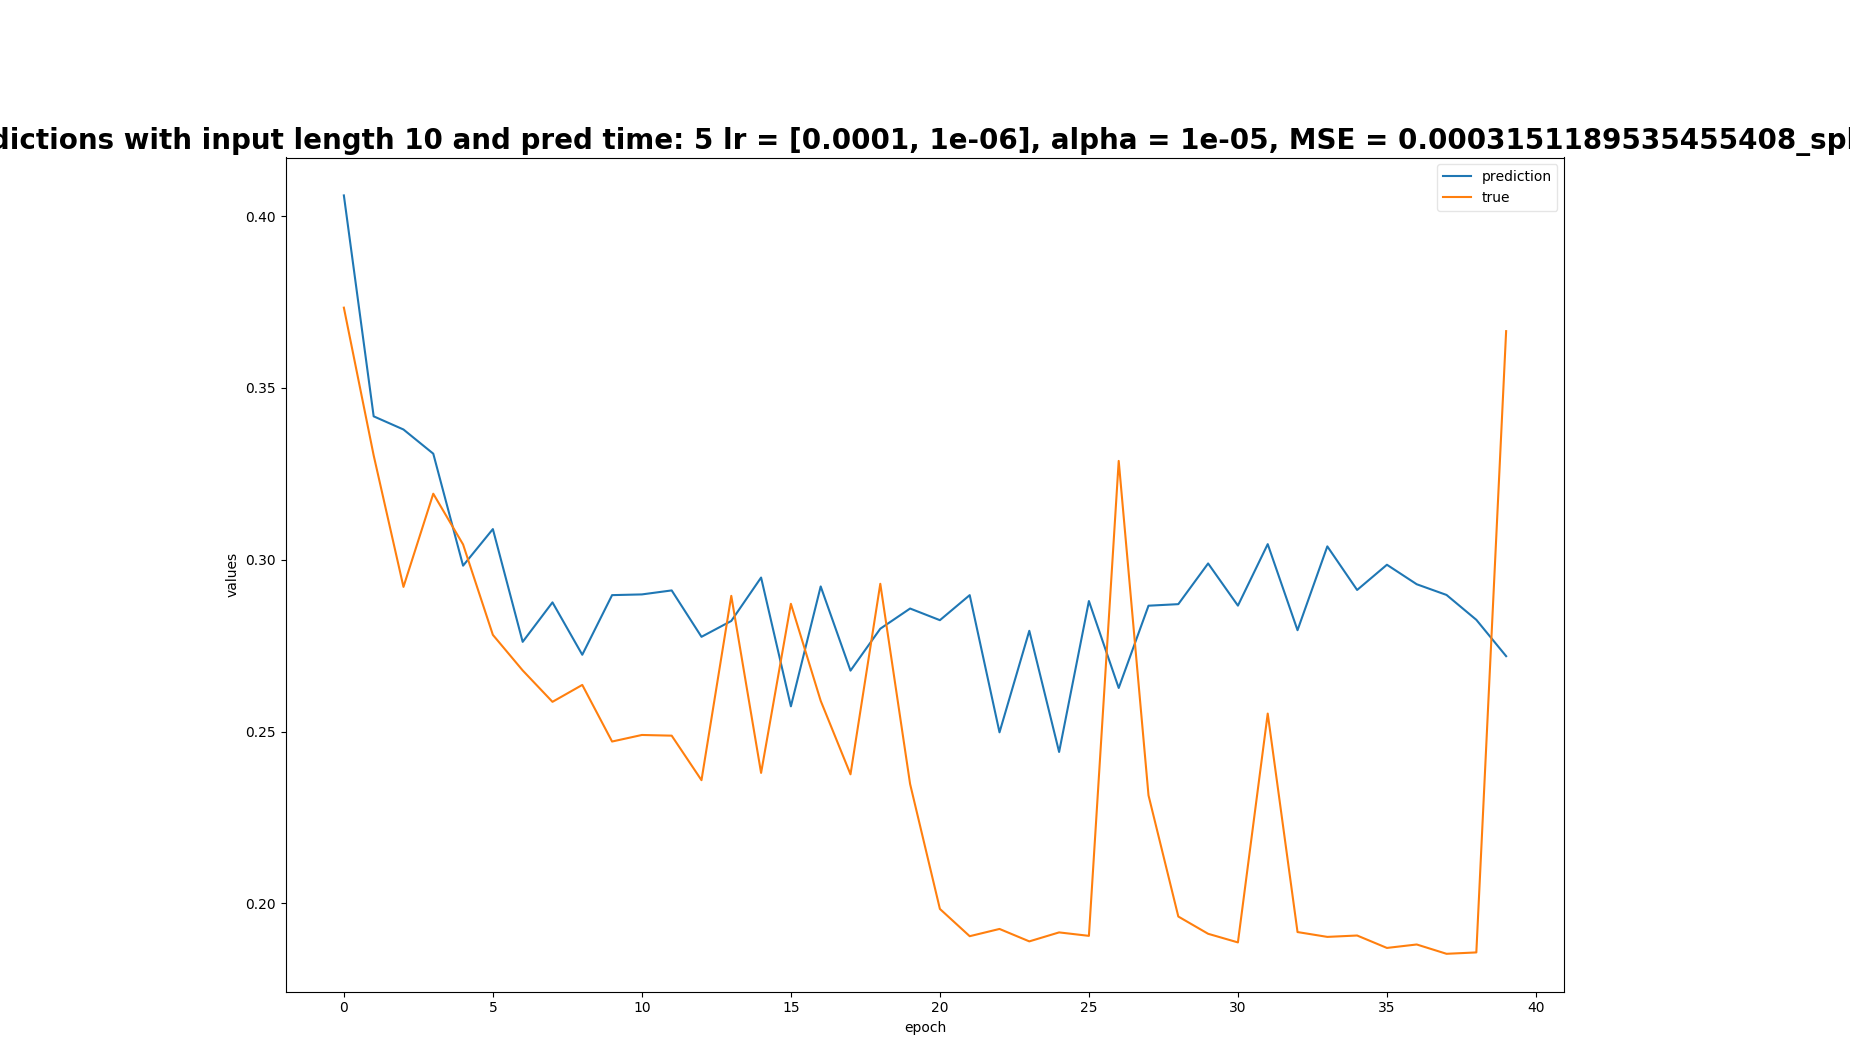 dictions with input length 10 and pred time: 5 lr = [0.0001, 1e-06], alpha = 1e-05, MSE = 0.0003151189535455408_spl
prediction
true
0.40
0.35
0.30
0.25
0.20
values
0
5
10
15
20
25
30
35
40
epoch